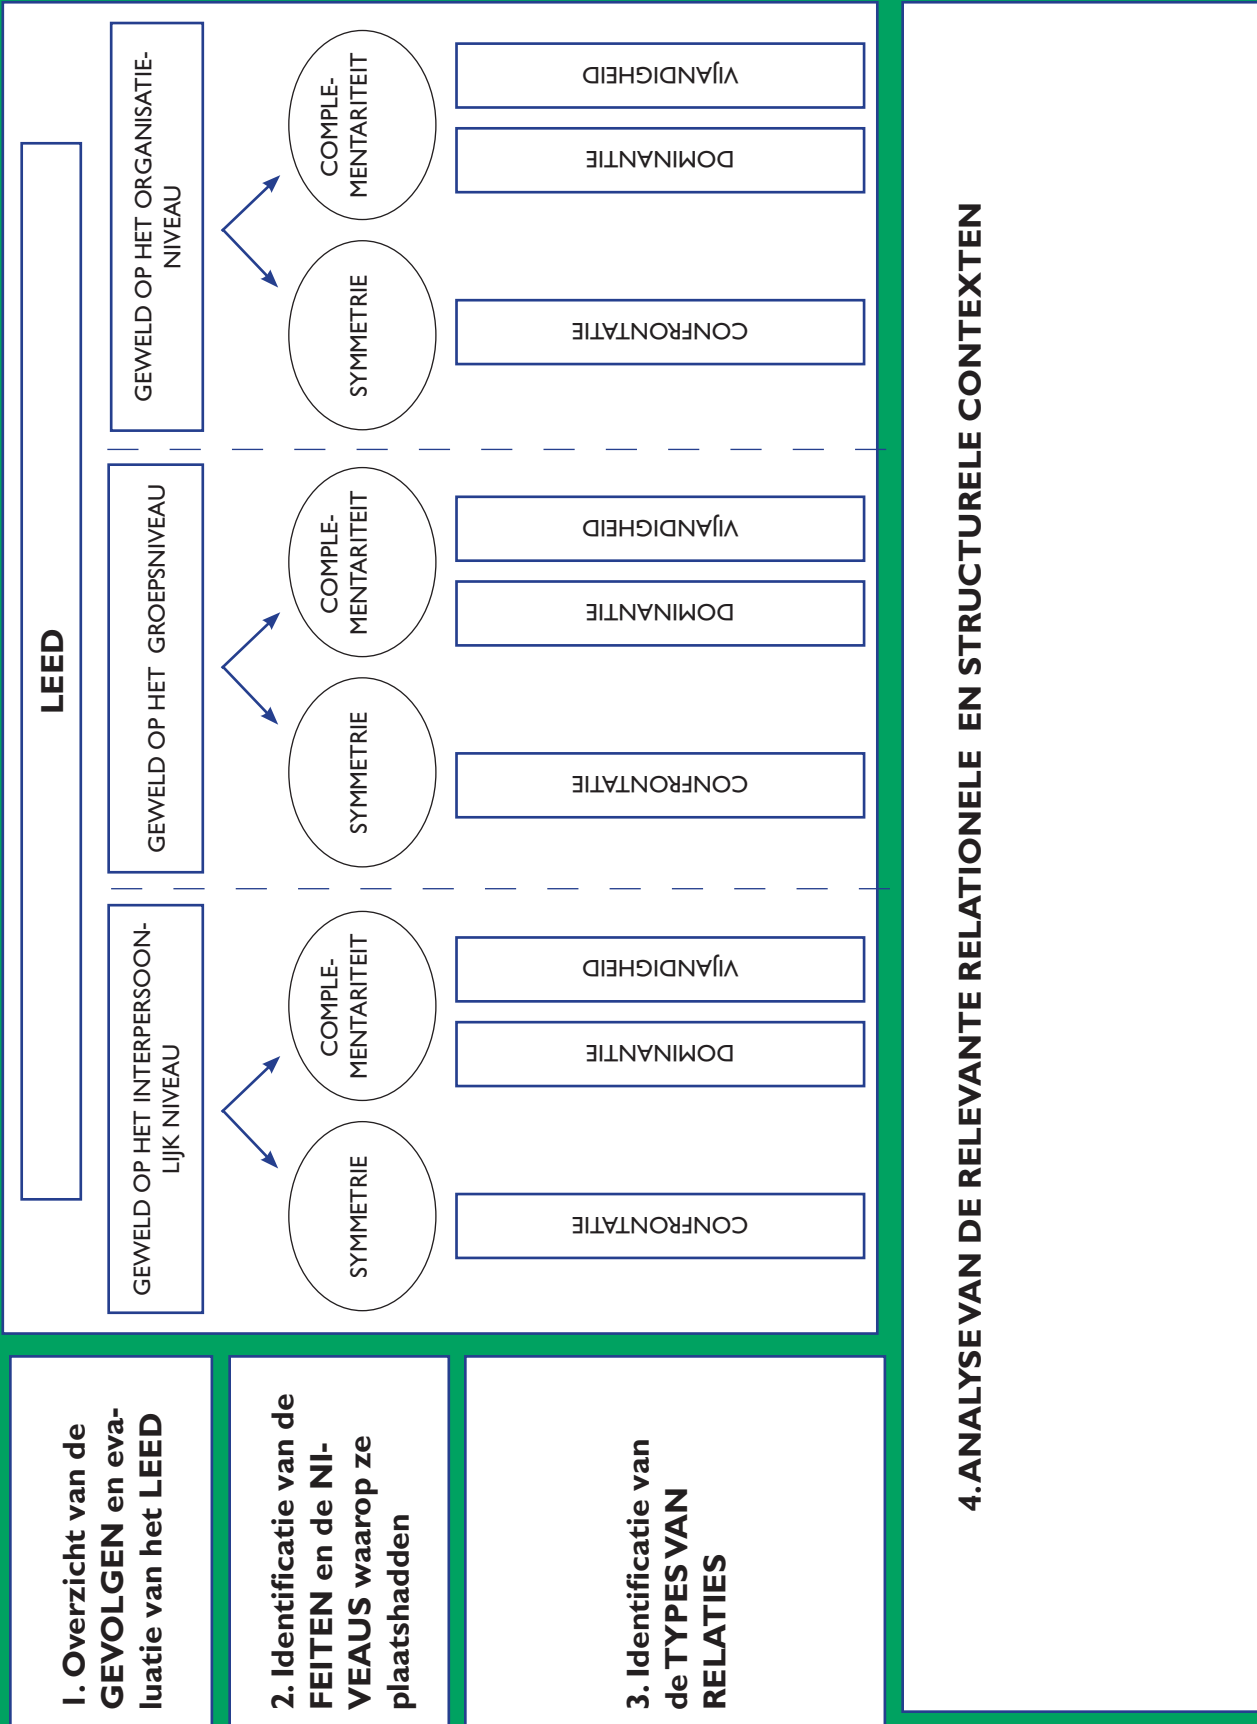 1. Overzicht van de
GEVOLGEN en eva-
luatie van het LEED
LEED
2. Identificatie van de
FEITEN en de NI-
VEAUS waarop ze
plaatshadden
GEWELD OP HET INTERPERSOON-
LIJK NIVEAU
GEWELD OP HET GROEPSNIVEAU
GEWELD OP HET ORGANISATIE-
NIVEAU
SYMMETRIE
COMPLE-
MENTARITEIT
SYMMETRIE
COMPLE-
MENTARITEIT
SYMMETRIE
COMPLE-
MENTARITEIT
3. Identificatie van
de TYPES VAN
RELATIES
CONFRONTATIE
DOMINANTIE
VIJANDIGHEID
CONFRONTATIE
DOMINANTIE
VIJANDIGHEID
CONFRONTATIE
DOMINANTIE
VIJANDIGHEID
4. ANALYSE VAN DE RELEVANTE RELATIONELE EN STRUCTURELE CONTEXTEN